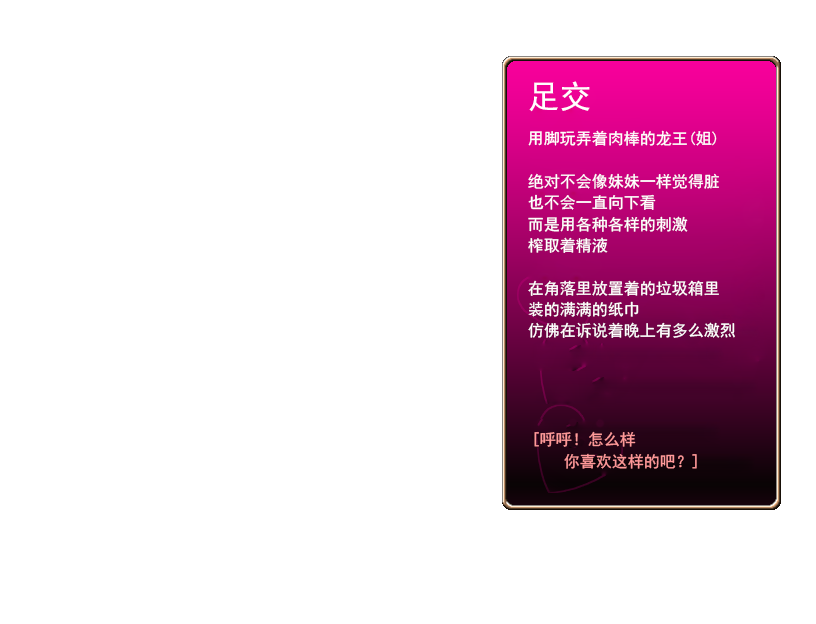 足交
用脚玩弄着肉棒的龙王(姐)
绝对不会像妹妹一样觉得脏
也不会一直向下看
而是用各种各样的刺激
榨取着精液
在角落里放置着的垃圾箱里
装的满满的纸巾
仿佛在诉说着晚上有多么激烈
[呼呼！怎么样
你喜欢这样的吧？]